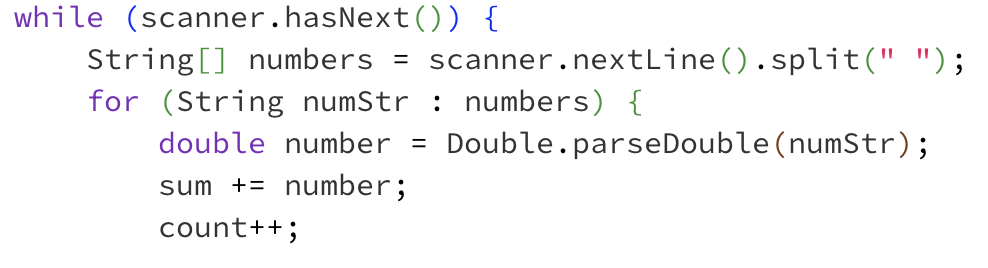 while (scanner.hasNext()) {
    String[] numbers = scanner.nextLine().split(" ");
    for (String numStr : numbers) {
        double number = Double.parseDouble(numStr);
        sum += number;
        count++;